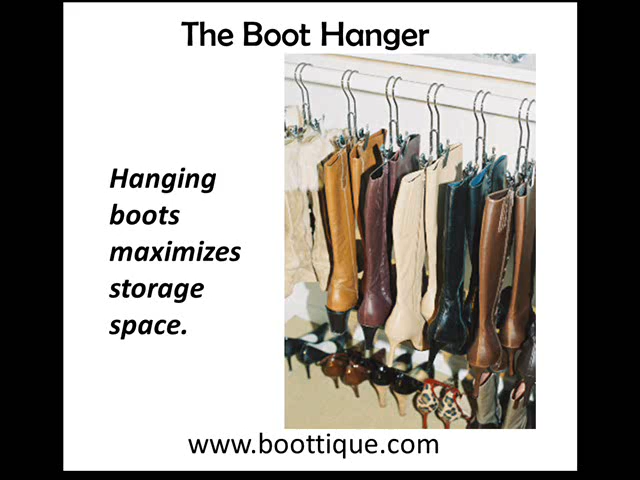 The Boot Hanger
Hanging
boots
maximizes
storage
space.
www.boottique.com